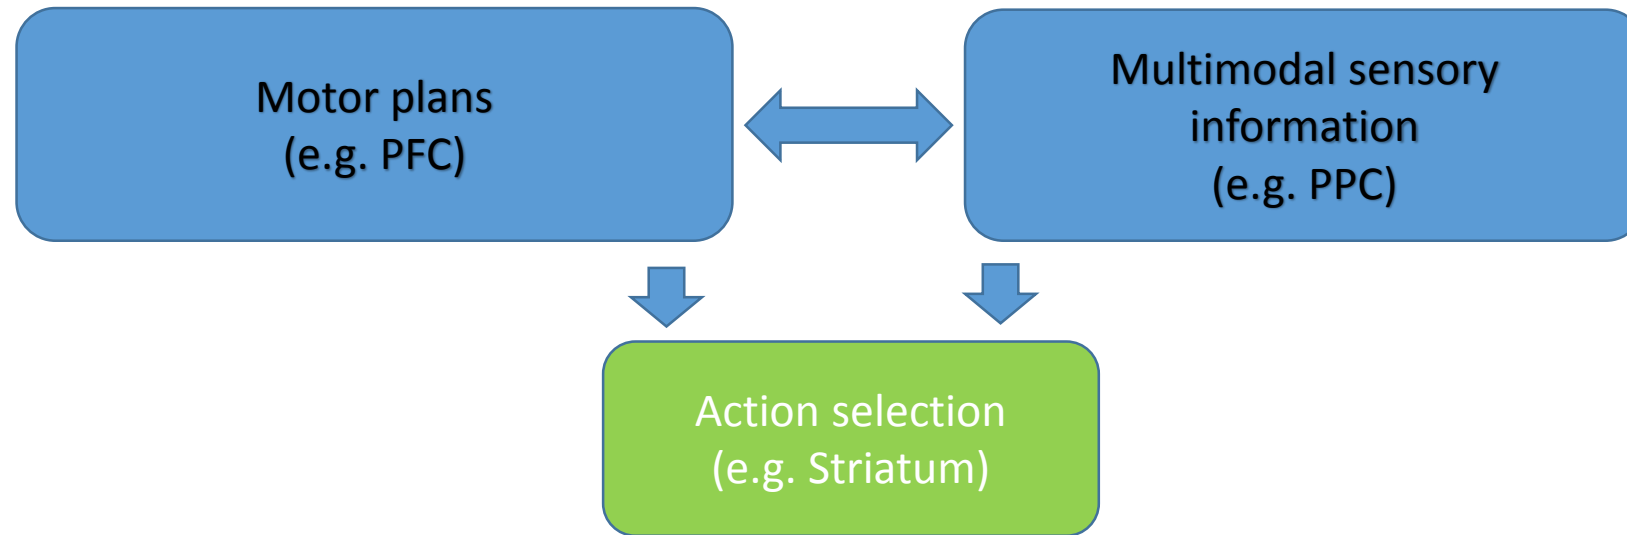 Motor plans
(e.g. PFC)
Multimodal sensory
information
(e.g. PPC)
Action selection
(e.g. Striatum)